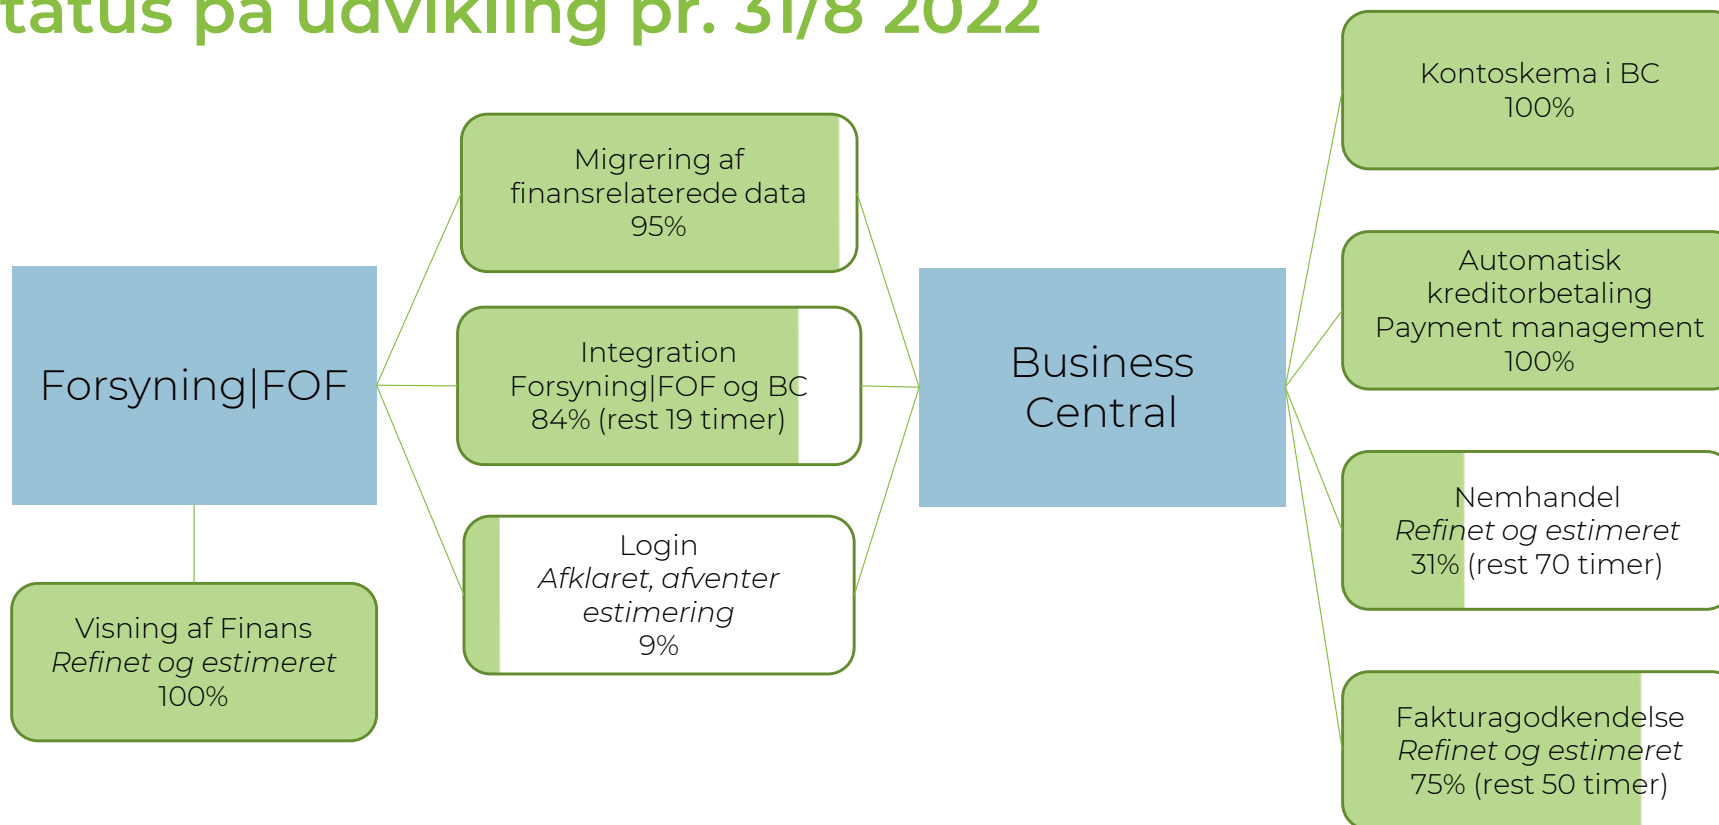 tatus på udvikling pr. 31/8 2022
Migrering af
finansrelaterede data
95%
Forsyning|FOF
Integration
Forsyning|FOF og BC
84% (rest 19 timer)
Login
Afklaret, afventer
estimering
9%
Visning af Finans
Refinet og estimeret
100%
Business
Central
Kontoskema i BC
100%
Automatisk
kreditorbetaling
Payment management
100%
Nemhandel
Refinet og estimeret
31% (rest 70 timer)
Fakturagodkendelse
Refinet og estimeret
75% (rest 50 timer)